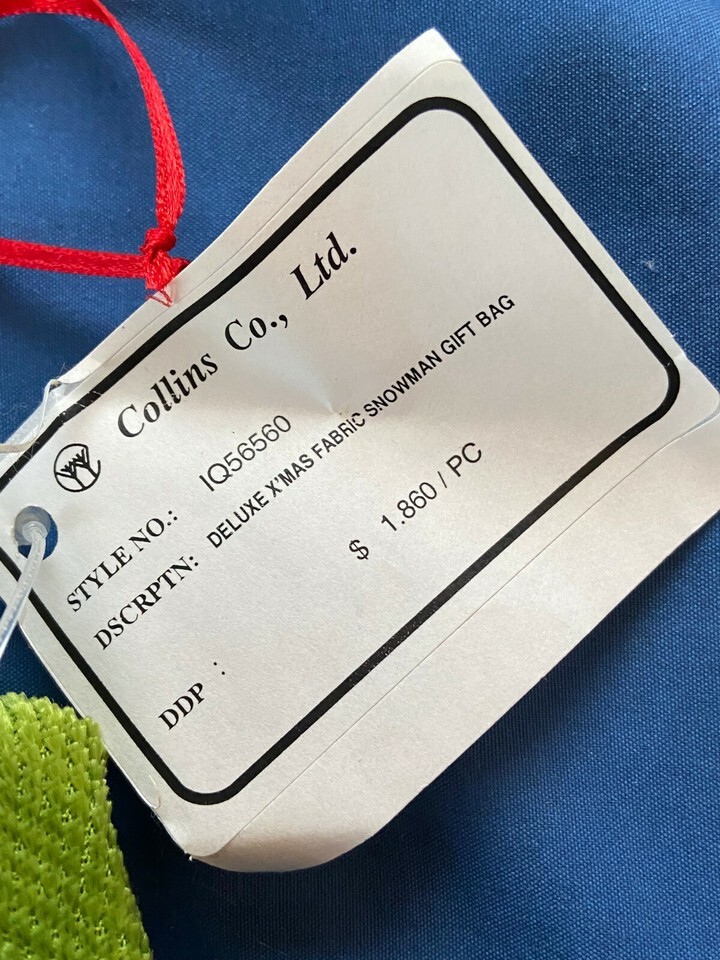 Collins Co., Ltd.
STYLE NO.: IQ56560
DSCRPTN: DELUXE X'MAS FABRIC SNOWMAN GIFT BAG
DDP : $ 1.860 / PC